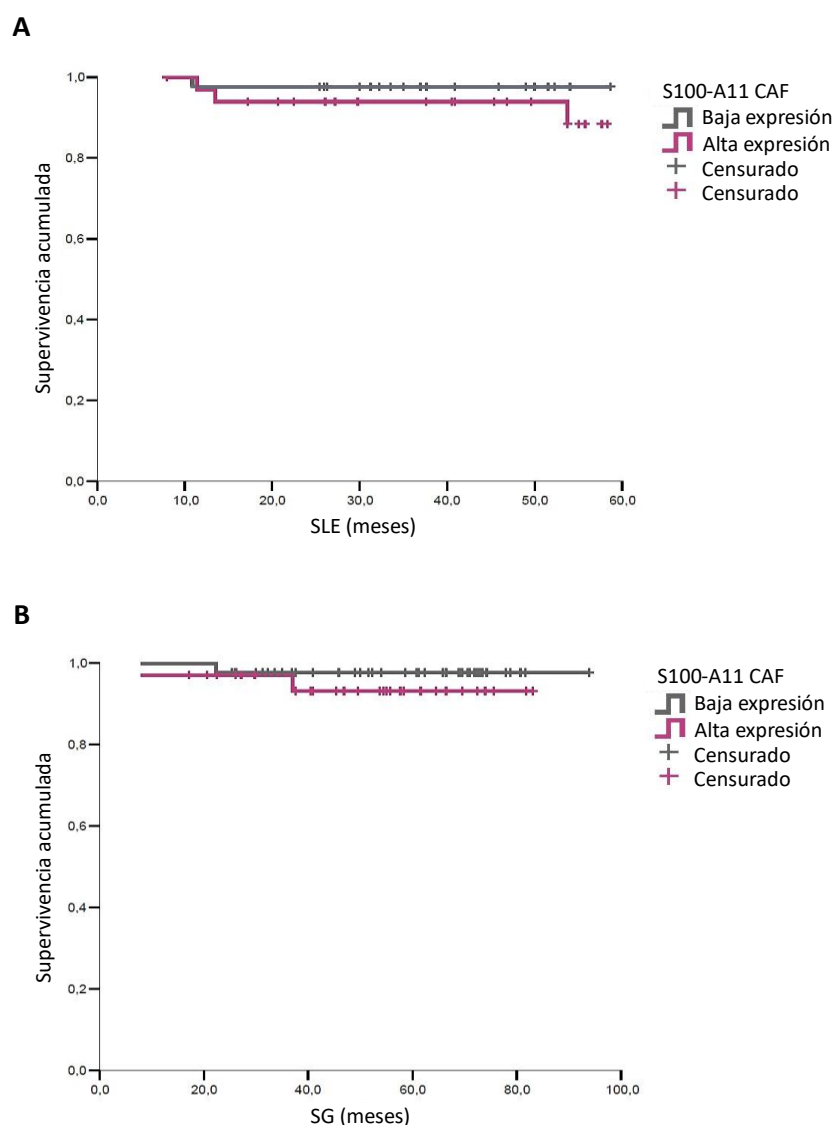 A
S100-A11 CAF
Baja expresión
Alta expresión
Censurado
Censurado
Supervivencia acumulada
1,0
0,8
0,6
0,4
0,2
0,0
0,0 10,0 20,0 30,0 40,0 50,0 60,0
SLE (meses)
B
S100-A11 CAF
Baja expresión
Alta expresión
Censurado
Censurado
Supervivencia acumulada
1,0
0,8
0,6
0,4
0,2
0,0
0,0 20,0 40,0 60,0 80,0 100,0
SG (meses)